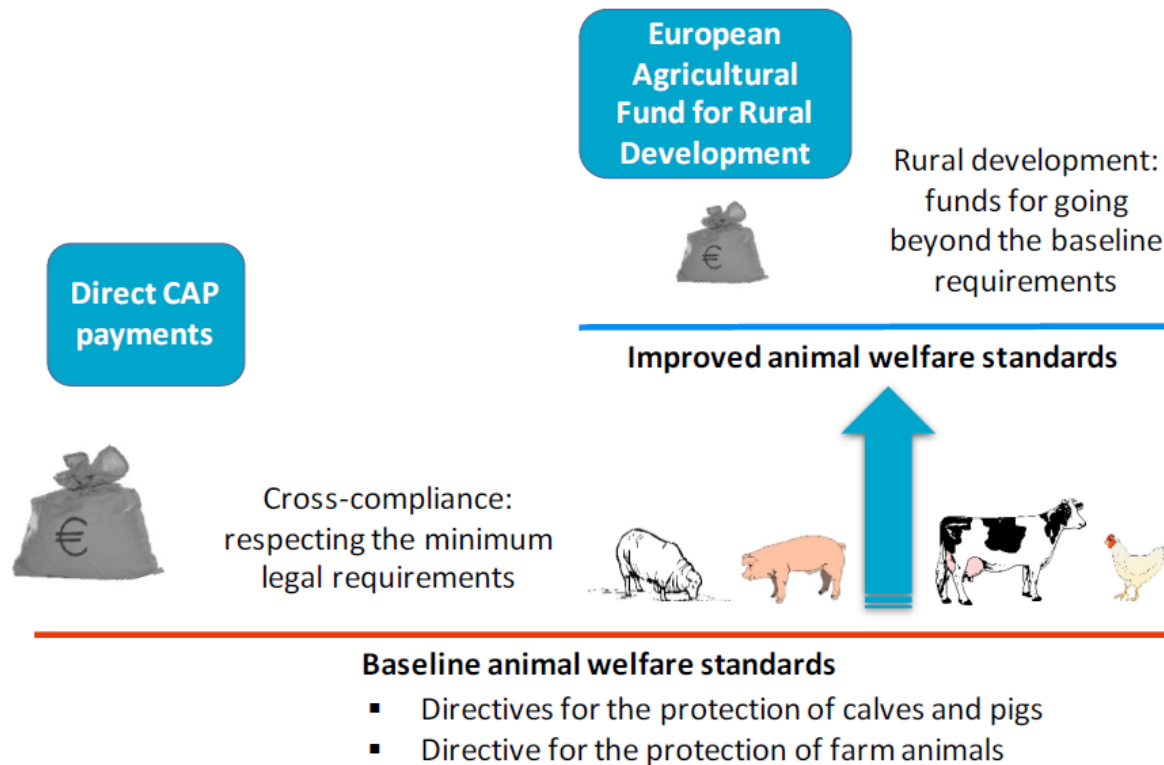 European
Agricultural
Fund for Rural
Development
Rural development:
funds for going
beyond the baseline
requirements
€
Direct CAP
payments
Improved animal welfare standards
€
Cross-compliance:
respecting the minimum
legal requirements
Baseline animal welfare standards
▪ Directives for the protection of calves and pigs
▪ Directive for the protection of farm animals